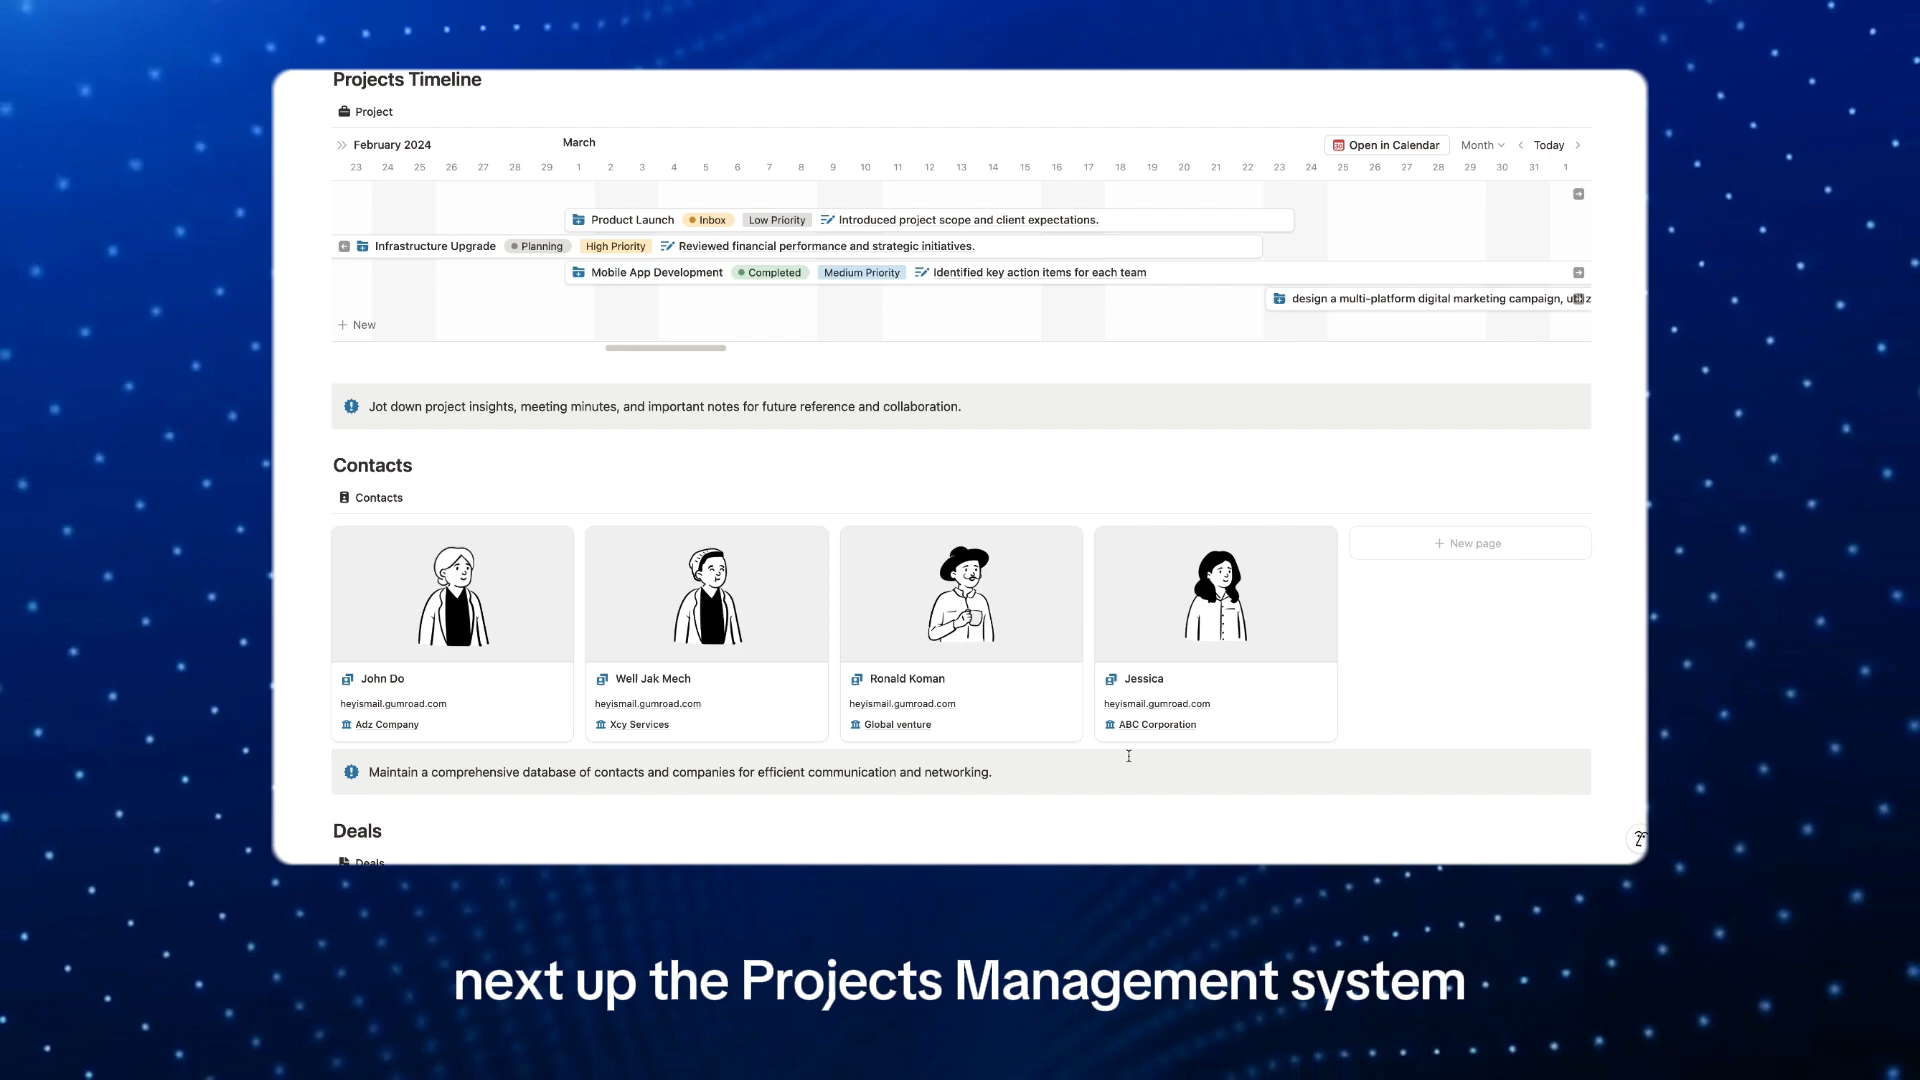 Projects Timeline
Project
February 2024
March
Open in Calendar
Month
Today
23 24 25 26 27 28 29 1 2 3 4 5 6 7 8 9 10 11 12 13 14 15 16 17 18 19 20 21 22 23 24 25 26 27 28 29 30 31 1
Product Launch Inbox Low Priority Introduced project scope and client expectations.
Infrastructure Upgrade Planning High Priority Reviewed financial performance and strategic initiatives.
Mobile App Development Completed Medium Priority Identified key action items for each team
design a multi-platform digital marketing campaign,
+ New
Jot down project insights, meeting minutes, and important notes for future reference and collaboration.
Contacts
Contacts
+ New page
John Do
heyismail.gumroad.com
Adz Company
Well Jak Mech
heyismail.gumroad.com
Xcy Services
Ronald Koman
heyismail.gumroad.com
Global venture
Jessica
heyismail.gumroad.com
ABC Corporation
Maintain a comprehensive database of contacts and companies for efficient communication and networking.
Deals
Deals
next up the Projects Management system